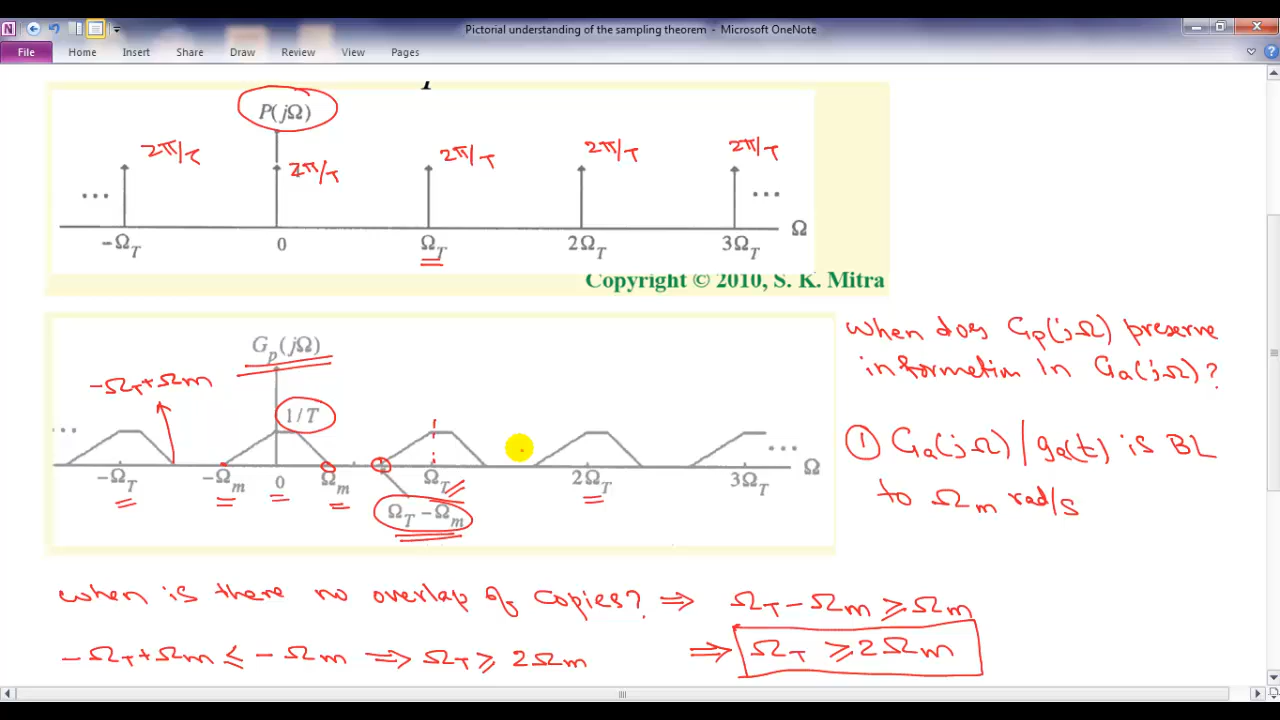 Pictorial understanding of the sampling theorem - Microsoft OneNote
File Home Insert Share Draw Review View Pages
P(jΩ)
2π/T 2π/T 2π/T 2π/T 2π/T
... ...
-Ω_T 0 Ω_T 2Ω_T 3Ω_T Ω
Copyright © 2010, S. K. Mitra
G_p(jΩ)
-Ω_T+Ω_m
1/T
... ...
-Ω_T -Ω_m 0 Ω_m Ω_T 2Ω_T 3Ω_T Ω
Ω_T - Ω_m
When does G_p(jΩ) preserve
information in G_a(jΩ)?
① G_a(jΩ)/g_a(t) is BL
to Ω_m rad/s
When is there no overlap of copies? ⇒ Ω_T - Ω_m ≥ Ω_m
-Ω_T+Ω_m ≤ -Ω_m ⇒ Ω_T ≥ 2Ω_m ⇒ Ω_T ≥ 2Ω_m